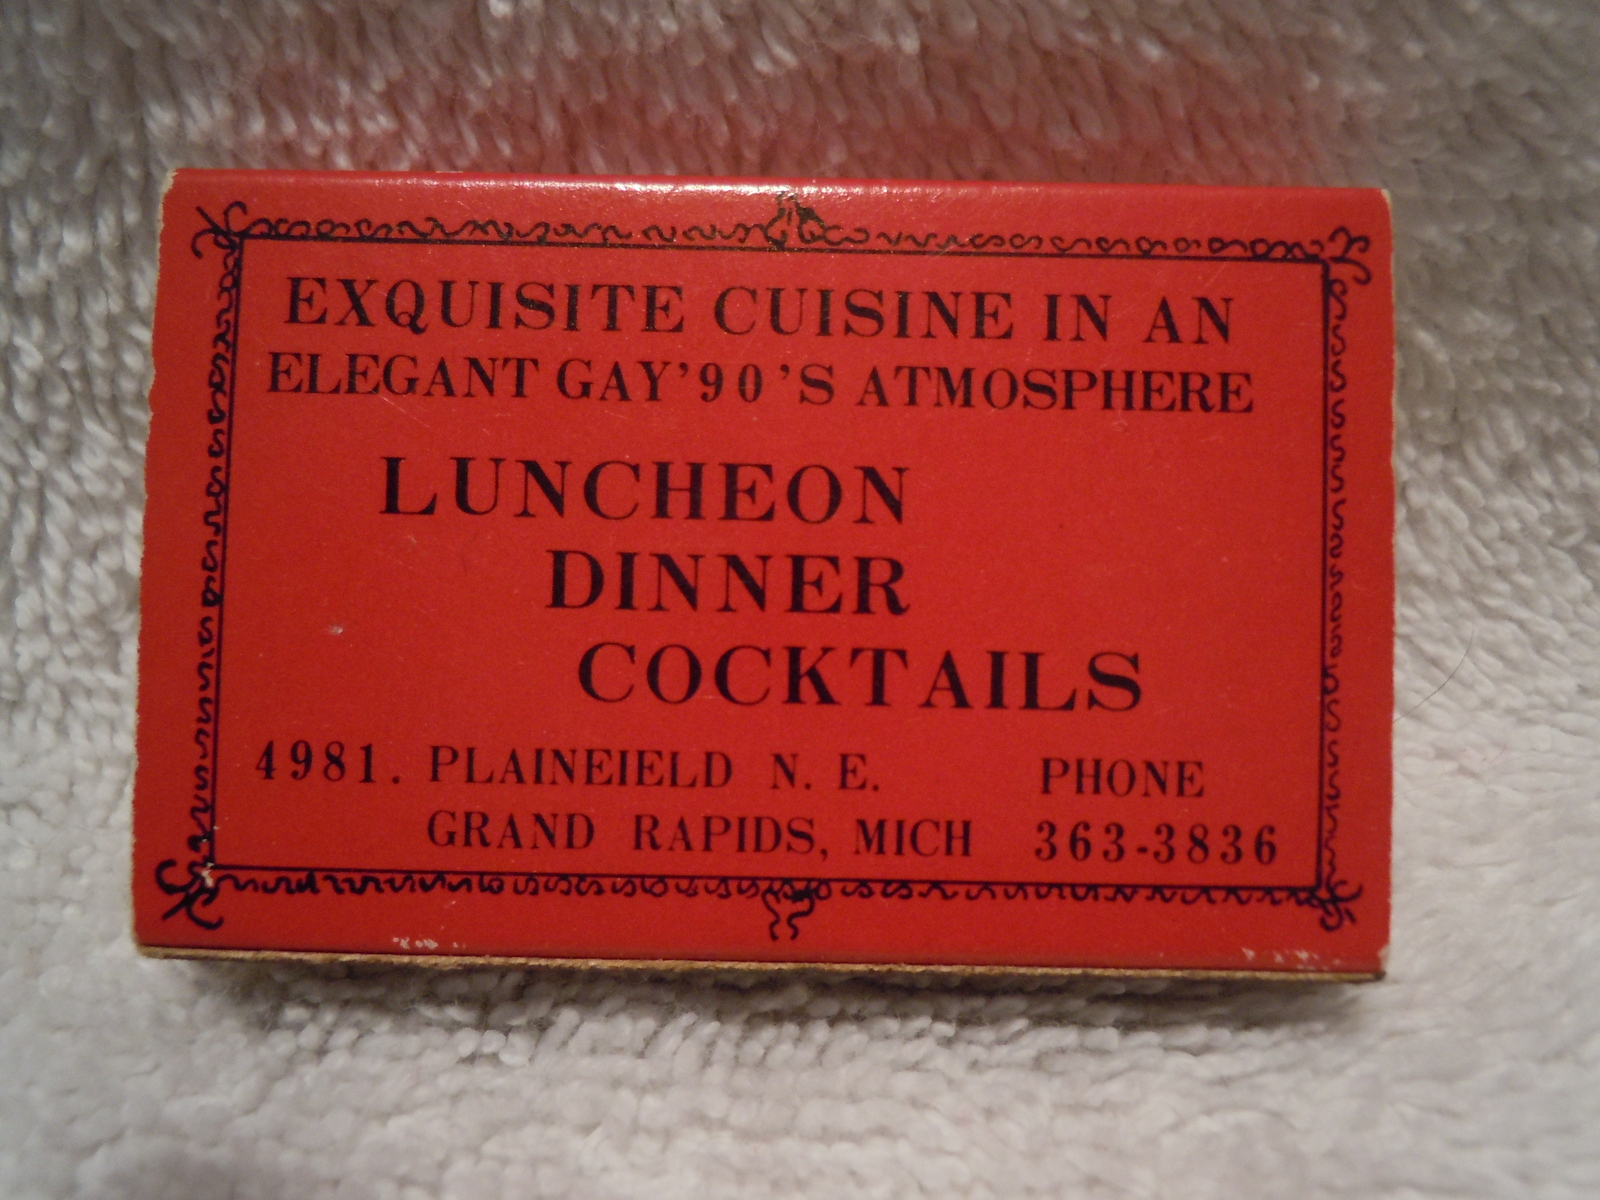 EXQUISITE CUISINE IN AN
ELEGANT GAY'90'S ATMOSPHERE
LUNCHEON
DINNER
COCKTAILS
4981. PLAINEIELD N. E. PHONE
GRAND RAPIDS, MICH 363-3836